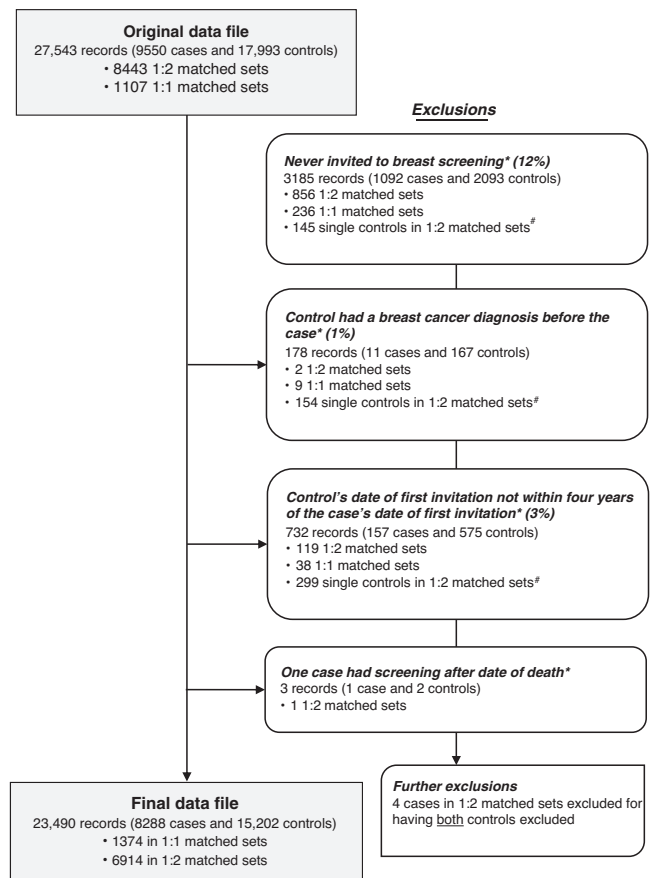 Original data file
27,543 records (9550 cases and 17,993 controls)
• 8443 1:2 matched sets
• 1107 1:1 matched sets
Exclusions
Never invited to breast screening* (12%)
3185 records (1092 cases and 2093 controls)
• 856 1:2 matched sets
• 236 1:1 matched sets
• 145 single controls in 1:2 matched sets#
Control had a breast cancer diagnosis before the
case* (1%)
178 records (11 cases and 167 controls)
• 2 1:2 matched sets
• 9 1:1 matched sets
• 154 single controls in 1:2 matched sets#
Control's date of first invitation not within four years
of the case's date of first invitation* (3%)
732 records (157 cases and 575 controls)
• 119 1:2 matched sets
• 38 1:1 matched sets
• 299 single controls in 1:2 matched sets#
One case had screening after date of death*
3 records (1 case and 2 controls)
• 1 1:2 matched sets
Further exclusions
4 cases in 1:2 matched sets excluded for
having both controls excluded
Final data file
23,490 records (8288 cases and 15,202 controls)
• 1374 in 1:1 matched sets
• 6914 in 1:2 matched sets